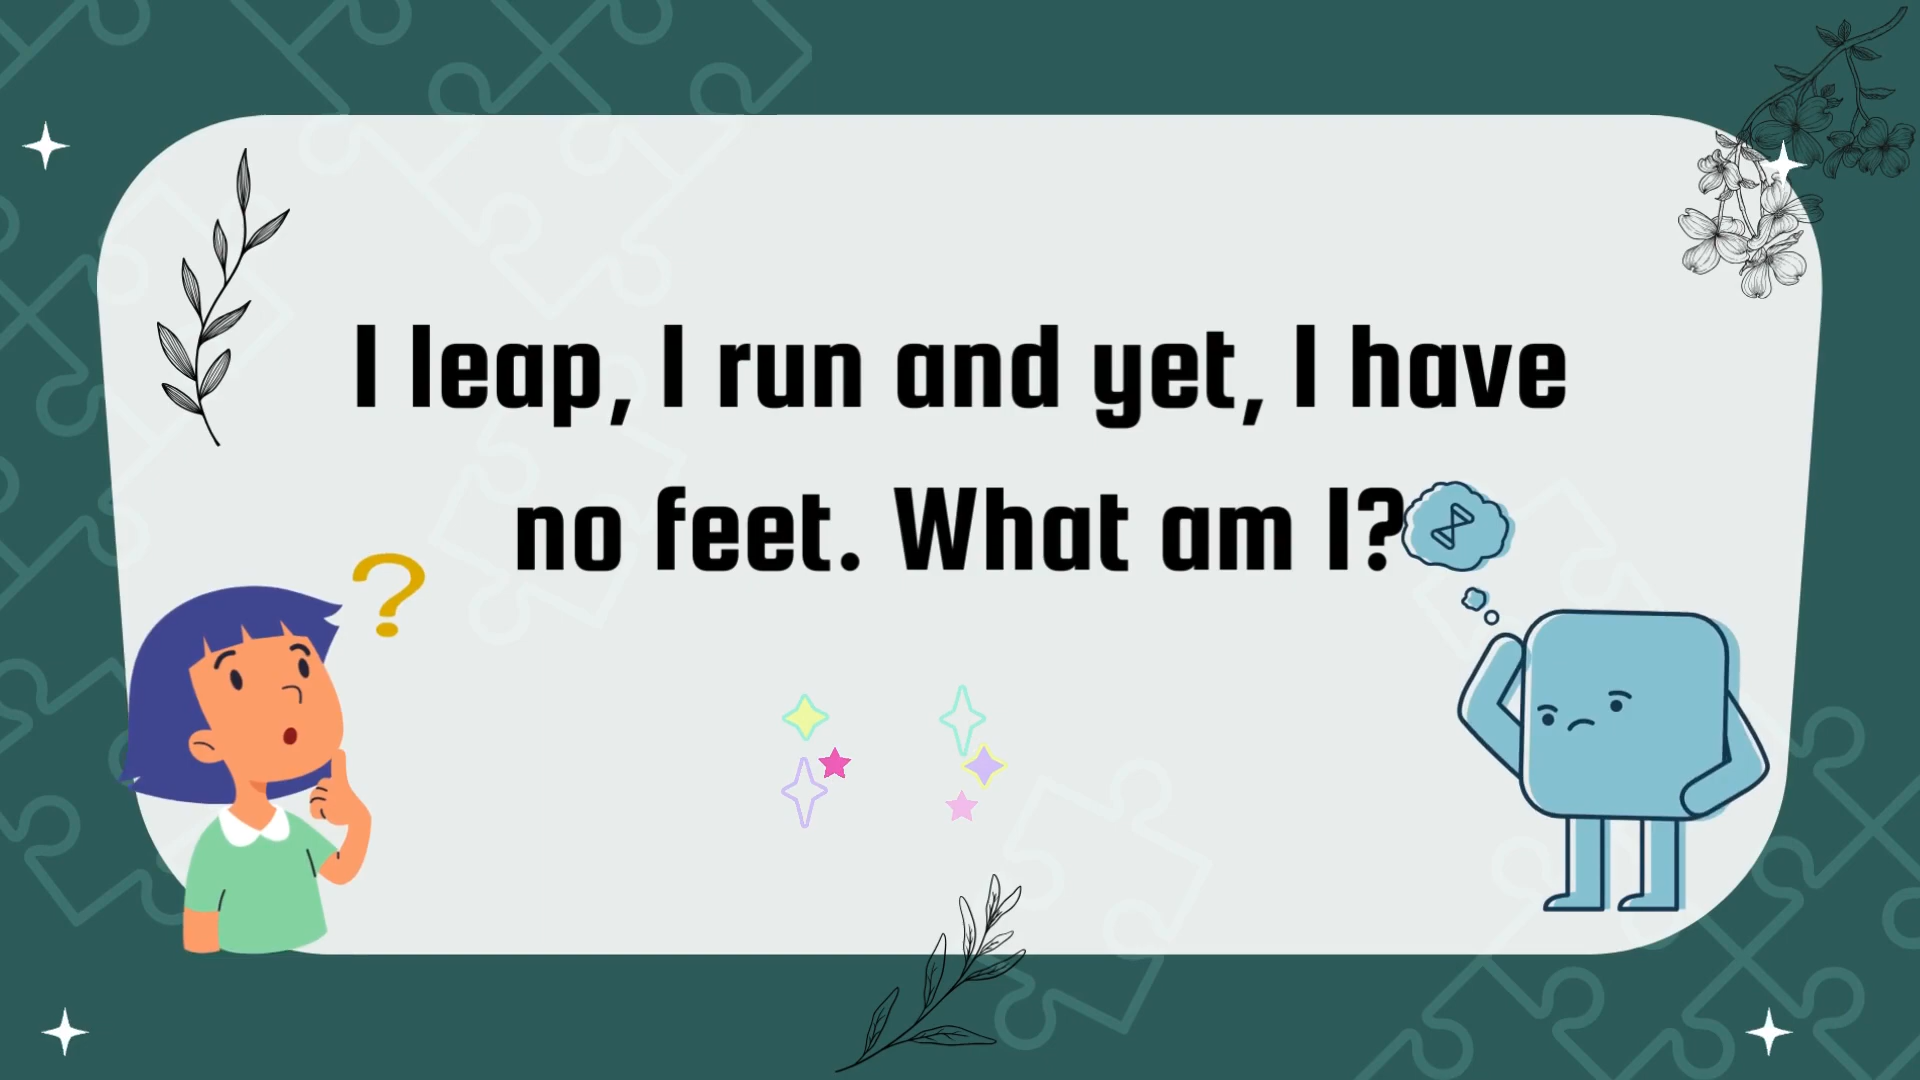 I leap, I run and yet, I have
no feet. What am I?
?